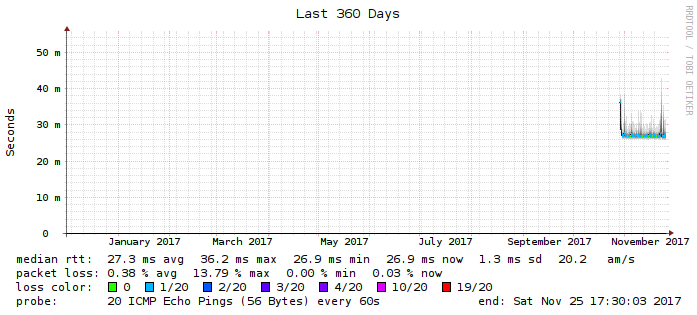 Last 360 Days
RRDTOOL / TOBI OETIKER
Seconds
50 m
40 m
30 m
20 m
10 m
0
January 2017 March 2017 May 2017 July 2017 September 2017 November 2017
median rtt: 27.3 ms avg 36.2 ms max 26.9 ms min 26.9 ms now 1.3 ms sd 20.2 am/s
packet loss: 0.38 % avg 13.79 % max 0.00 % min 0.03 % now
loss color: 0 1/20 2/20 3/20 4/20 10/20 19/20
probe: 20 ICMP Echo Pings (56 Bytes) every 60s end: Sat Nov 25 17:30:03 2017